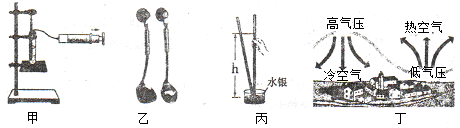 高气压 热空气
h
水银
冷空气 低气压
甲 乙 丙 丁